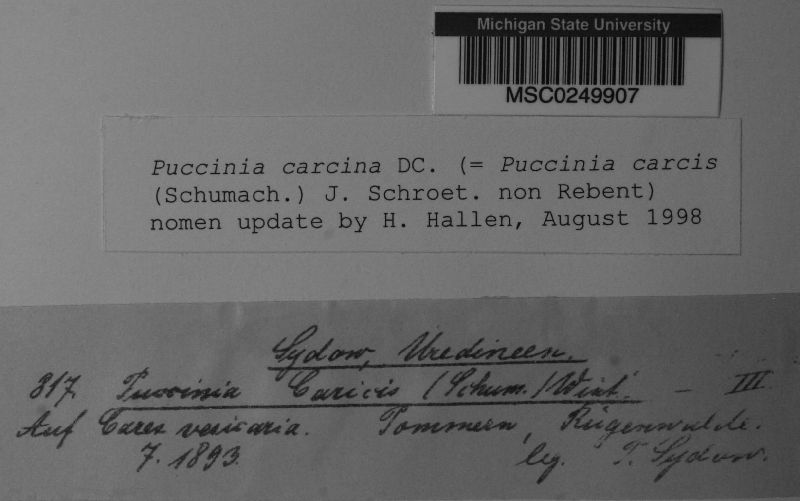 Michigan State University
MSC0249907
Puccinia carcina DC. (= Puccinia carcis
(Schumach.) J. Schroet. non Rebent)
nomen update by H. Hallen, August 1998
Sydow, Uredineen.
817. Puccinia Caricis (Schum.) Wint. — III
Auf Carex vesicaria. Pommern, Rügenwalde.
7. 1893. leg. P. Sydow.